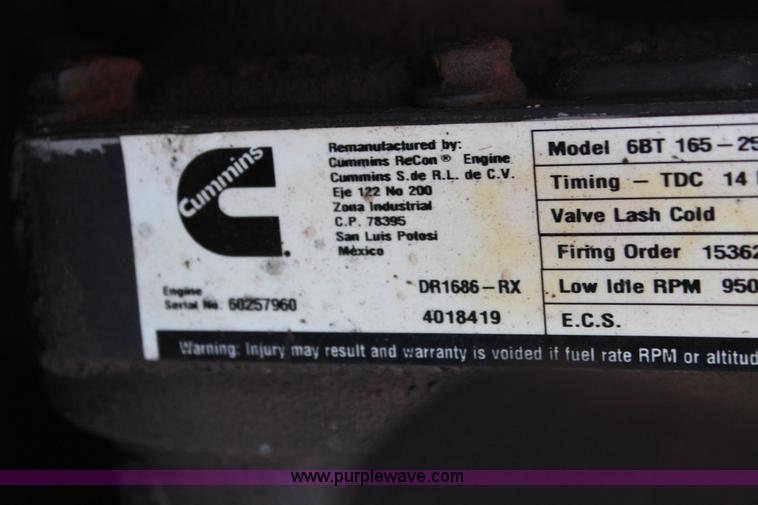 Cummins
Remanufactured by:
Cummins ReCon ® Engine
Cummins S.de R.L. de C.V.
Eje 122 No 200
Zona Industrial
C.P. 78395
San Luis Potosi
México
Engine
Serial No. 60257960
DR1686-RX
4018419
Model 6BT 165-25
Timing - TDC 14
Valve Lash Cold
Firing Order 15362
Low Idle RPM 950
E.C.S.
Warning: Injury may result and warranty is voided if fuel rate RPM or altitud
www.purplewave.com